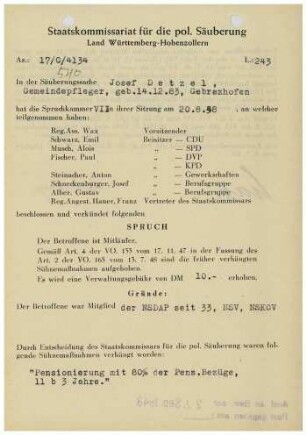 Staatskommissariat für die pol. Säuberung
Land Württemberg-Hohenzollern
Az.: 17/C/4134 L.: 243
540
In der Säuberungssache Josef Detzel,
Gemeindepfleger, geb.14.12.83, Gebrazhofen
hat die Spruchkammer VII in ihrer Sitzung am 20.8.48, an welcher
teilgenommen haben:
Reg.Ass. Wax Vorsitzender
Schwarz, Emil Beisitzer — CDU
Musch, Alois „ — SPD
Fischer, Paul „ — DVP
„ — KPD
Steinacher, Anton „ — Gewerkschaften
Schneckenburger, Josef „ — Berufsgruppe
Alber, Gustav „ — Berufsgruppe
Reg.Angest. Hauer, Franz Vertreter des Staatskommissars
beschlossen und verkündet folgenden
SPRUCH
Der Betroffene ist Mitläufer.
Gemäß Art. 4 der VO. 133 vom 17. 11. 47 in der Fassung des
Art. 2 der VO. 165 vom 13. 7. 48 sind die früher verhängten
Sühnemaßnahmen aufgehoben.
Es wird eine Verwaltungsgebühr von DM 10.- erhoben.
Gründe:
Der Betroffene war Mitglied der NSDAP seit 33, NSV, NSKOV
Durch Entscheidung des Staatskommissars für die pol. Säuberung waren folgende
Sühnemaßnahmen verhängt worden:
"Pensionierung mit 80% der Pens.Bezüge,
11 b 3 Jahre."